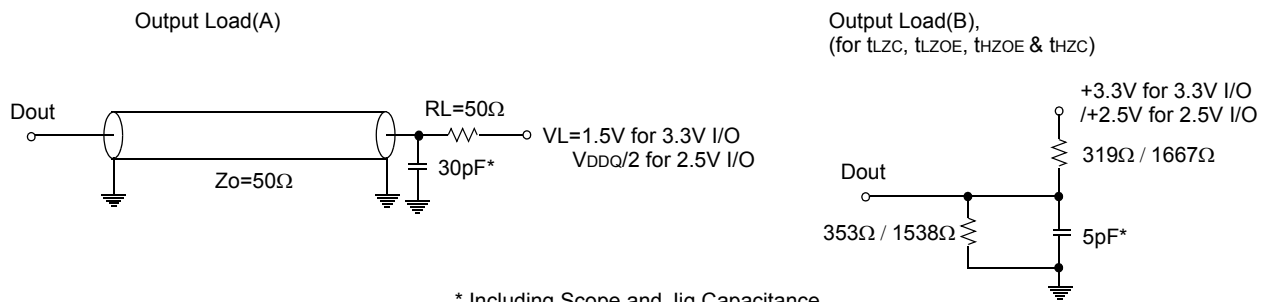 Output Load(A)
Output Load(B),
(for tLZC, tLZOE, tHZOE & tHZC)
Dout
RL=50Ω
VL=1.5V for 3.3V I/O
VDDQ/2 for 2.5V I/O
30pF*
Zo=50Ω
+3.3V for 3.3V I/O
/+2.5V for 2.5V I/O
319Ω / 1667Ω
Dout
353Ω / 1538Ω
5pF*
* Including Scope and Jig Capacitance